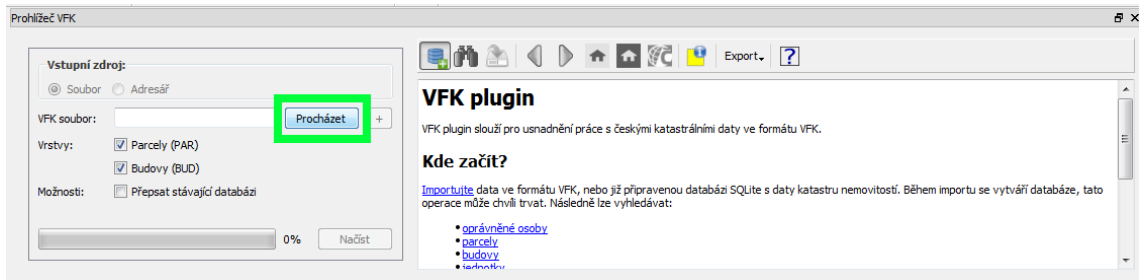 Prohlížeč VFK
Vstupní zdroj:
Soubor Adresář
VFK soubor: Procházet +
Vrstvy: Parcely (PAR)
Budovy (BUD)
Možnosti: Přepsat stávající databázi
0% Načíst
Export
?
VFK plugin
VFK plugin slouží pro usnadnění práce s českými katastrálními daty ve formátu VFK.
Kde začít?
Importujte data ve formátu VFK, nebo již připravenou databázi SQLite s daty katastru nemovitostí. Během importu se vytváří databáze, tato
operace může chvíli trvat. Následně lze vyhledávat:
• oprávněné osoby
• parcely
• budovy
• jednotky